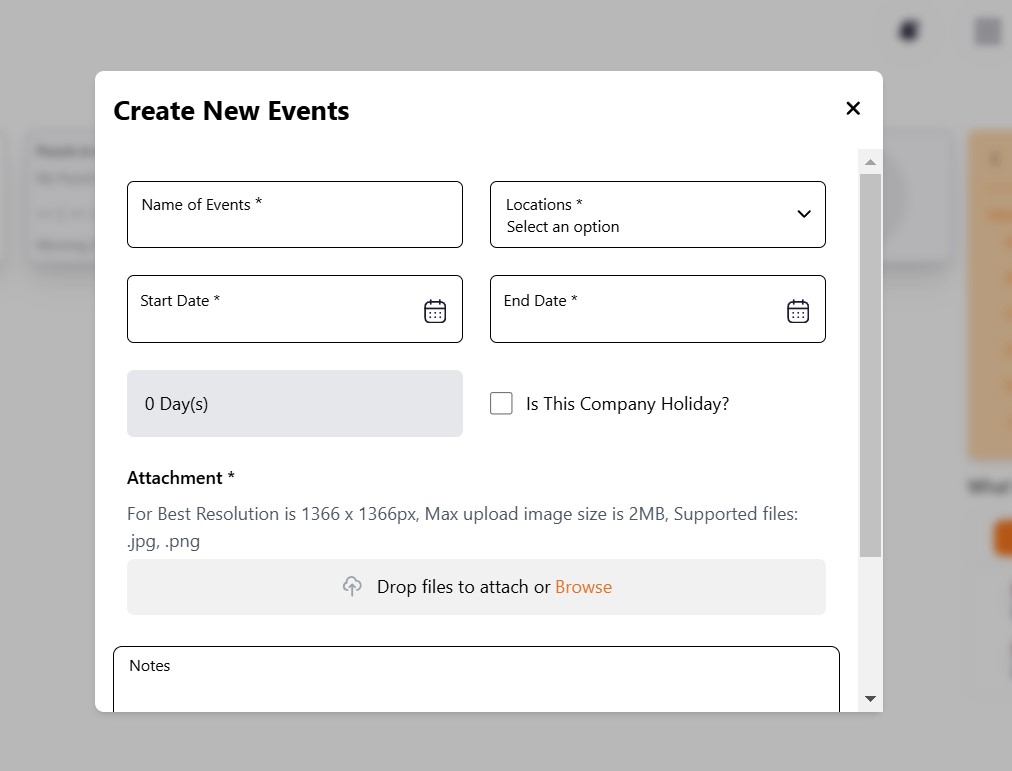 Create New Events
Name of Events *
Locations *
Select an option
Start Date *
End Date *
0 Day(s)
Is This Company Holiday?
Attachment *
For Best Resolution is 1366 x 1366px, Max upload image size is 2MB, Supported files:
.jpg, .png
Drop files to attach or Browse
Notes